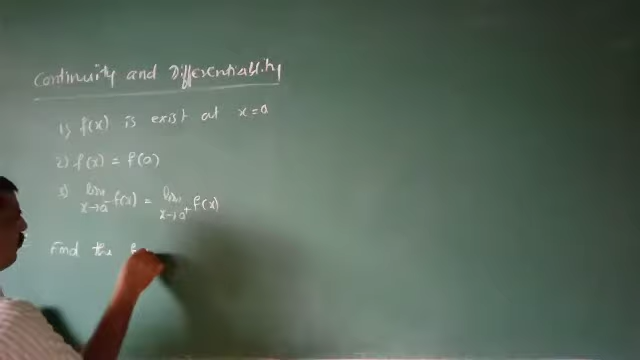 Continuity and Differentiability
1) f(x) is exist at x=a
2) f(x) = f(a)
3) lim x→a⁻ f(x) = lim x→a⁺ f(x)
Find the